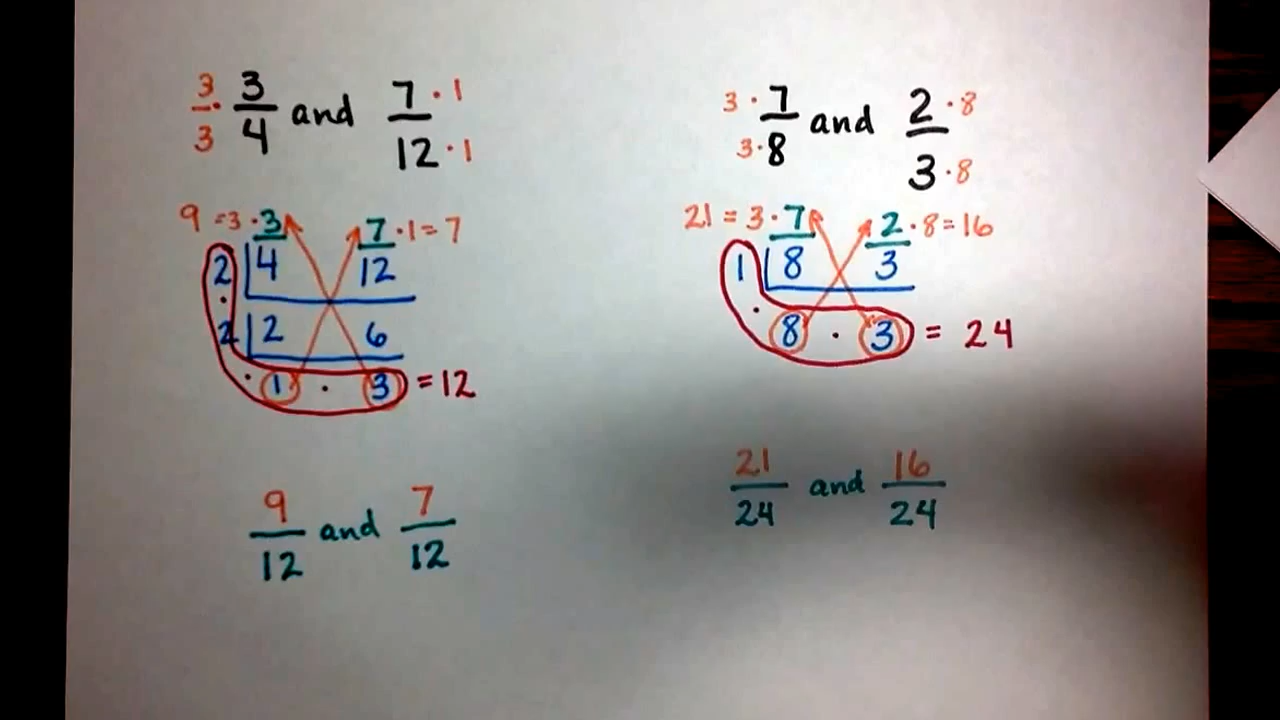 3/3 · 3/4 and 7/12 · 1 · 1
9 = 3 · 3 7 · 1 = 7
2 4 12
·
2 2 6
· 1 · 3 = 12
9/12 and 7/12
3 · 7 / 3 · 8 and 2 · 8 / 3 · 8
21 = 3 · 7 2 · 8 = 16
1 8 3
· 8 · 3 = 24
21/24 and 16/24